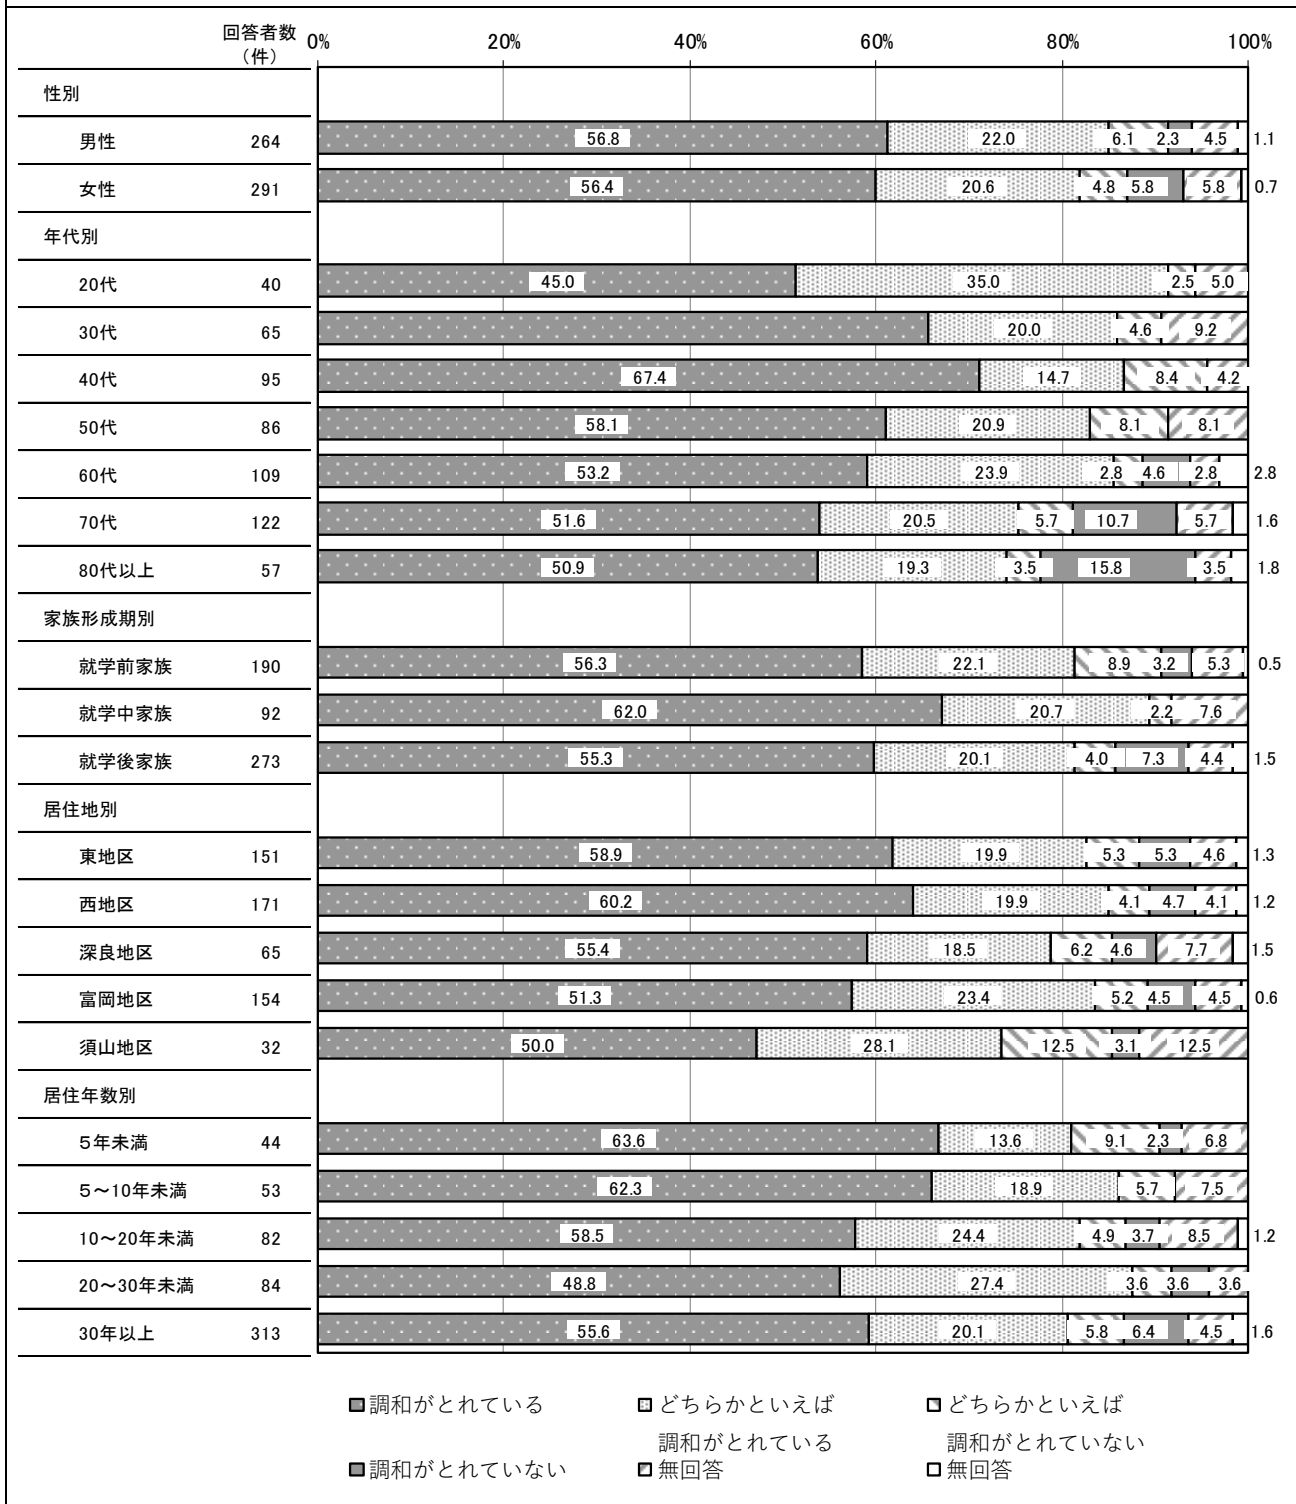 回答者数
（件）
0% 20% 40% 60% 80% 100%
性別
男性 264 56.8 22.0 6.1 2.3 4.5 1.1
女性 291 56.4 20.6 4.8 5.8 5.8 0.7
年代別
20代 40 45.0 35.0 2.5 5.0
30代 65 20.0 4.6 9.2
40代 95 67.4 14.7 8.4 4.2
50代 86 58.1 20.9 8.1 8.1
60代 109 53.2 23.9 2.8 4.6 2.8 2.8
70代 122 51.6 20.5 5.7 10.7 5.7 1.6
80代以上 57 50.9 19.3 3.5 15.8 3.5 1.8
家族形成期別
就学前家族 190 56.3 22.1 8.9 3.2 5.3 0.5
就学中家族 92 62.0 20.7 2.2 7.6
就学後家族 273 55.3 20.1 4.0 7.3 4.4 1.5
居住地別
東地区 151 58.9 19.9 5.3 5.3 4.6 1.3
西地区 171 60.2 19.9 4.1 4.7 4.1 1.2
深良地区 65 55.4 18.5 6.2 4.6 7.7 1.5
富岡地区 154 51.3 23.4 5.2 4.5 4.5 0.6
須山地区 32 50.0 28.1 12.5 3.1 12.5
居住年数別
５年未満 44 63.6 13.6 9.1 2.3 6.8
５～10年未満 53 62.3 18.9 5.7 7.5
10～20年未満 82 58.5 24.4 4.9 3.7 8.5 1.2
20～30年未満 84 48.8 27.4 3.6 3.6 3.6
30年以上 313 55.6 20.1 5.8 6.4 4.5 1.6
調和がとれている どちらかといえば どちらかといえば
調和がとれている 調和がとれていない
調和がとれていない 無回答 無回答